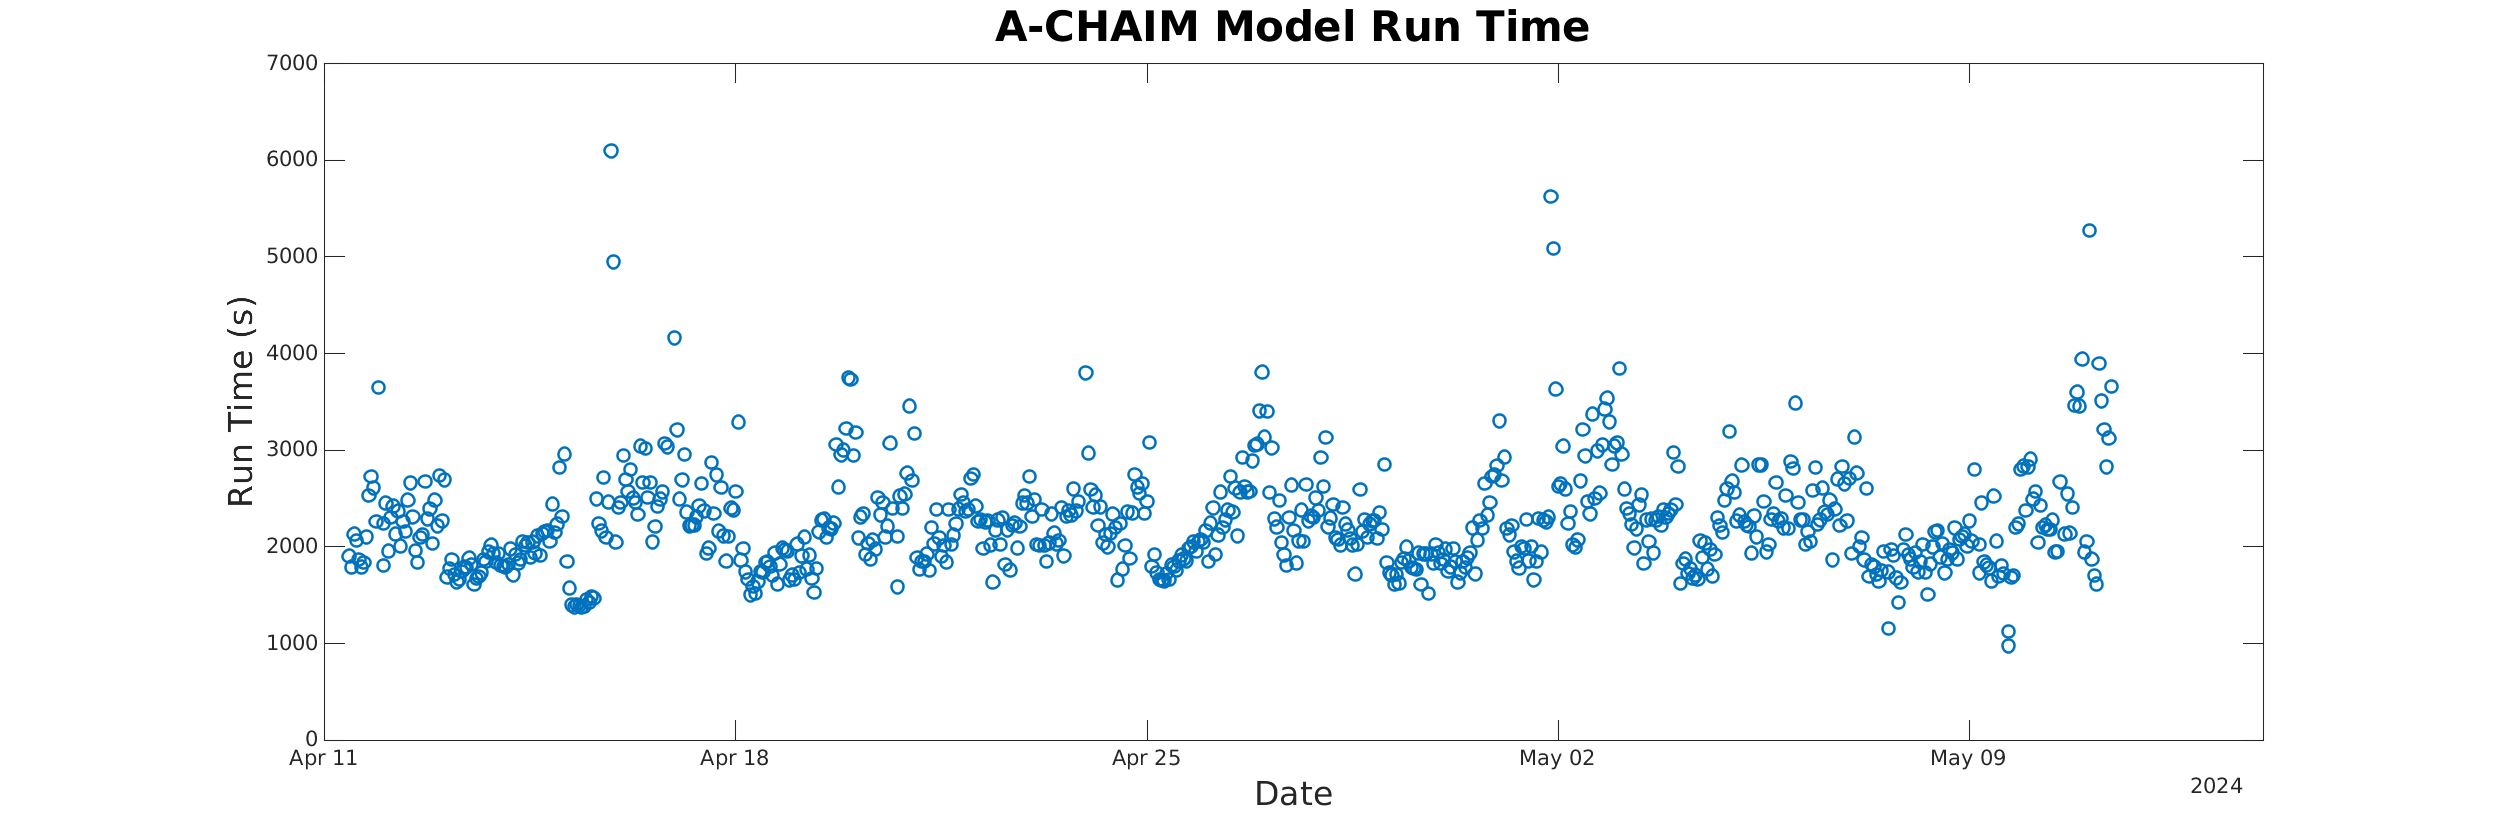 A-CHAIM Model Run Time
7000
6000
5000
4000
3000
2000
1000
0
Run Time (s)
Apr 11
Apr 18
Apr 25
May 02
May 09
2024
Date